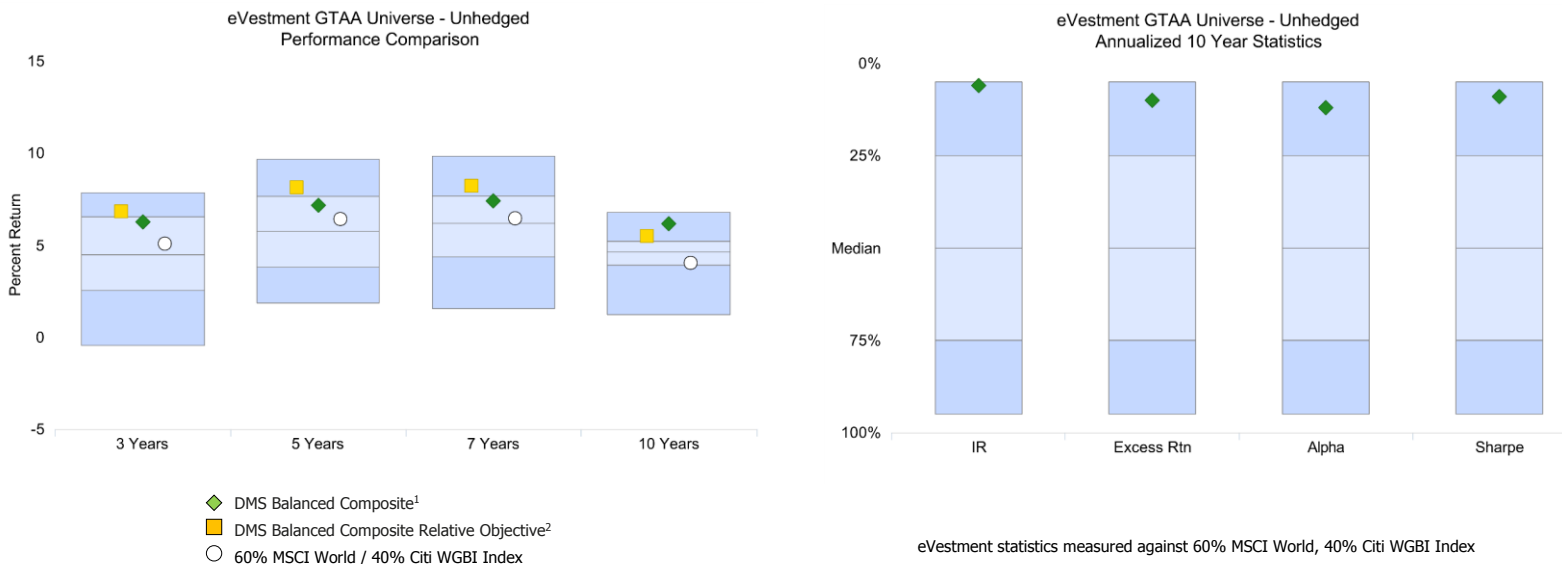 eVestment GTAA Universe - Unhedged
Performance Comparison
15
10
5
0
-5
Percent Return
3 Years
5 Years
7 Years
10 Years
DMS Balanced Composite1
DMS Balanced Composite Relative Objective2
60% MSCI World / 40% Citi WGBI Index
eVestment GTAA Universe - Unhedged
Annualized 10 Year Statistics
0%
25%
Median
75%
100%
IR
Excess Rtn
Alpha
Sharpe
eVestment statistics measured against 60% MSCI World, 40% Citi WGBI Index